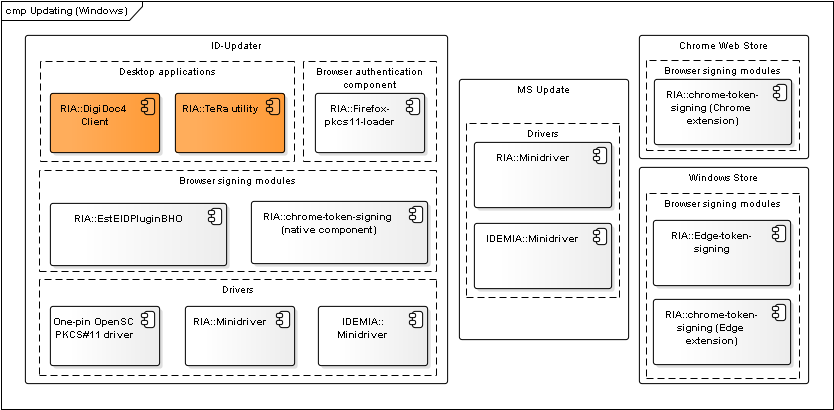 cmp Updating (Windows)
ID-Updater
Desktop applications
RIA::DigiDoc4
Client
RIA::TeRa utility
Browser authentication
component
RIA::Firefox-
pkcs11-loader
Browser signing modules
RIA::EstEIDPluginBHO
RIA::chrome-token-signing
(native component)
Drivers
One-pin OpenSC
PKCS#11 driver
RIA::Minidriver
IDEMIA::
Minidriver
MS Update
Drivers
RIA::Minidriver
IDEMIA::Minidriver
Chrome Web Store
Browser signing modules
RIA::chrome-token-
signing (Chrome
extension)
Windows Store
Browser signing modules
RIA::Edge-token-
signing
RIA::chrome-token-
signing (Edge
extension)